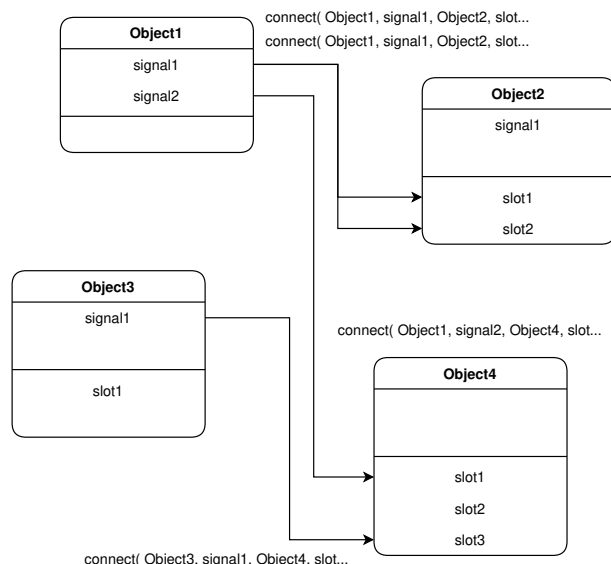 connect( Object1, signal1, Object2, slot...
connect( Object1, signal1, Object2, slot...
Object1
signal1
signal2
Object2
signal1
slot1
slot2
Object3
signal1
slot1
connect( Object1, signal2, Object4, slot...
Object4
slot1
slot2
slot3
connect( Object3, signal1, Object4, slot...